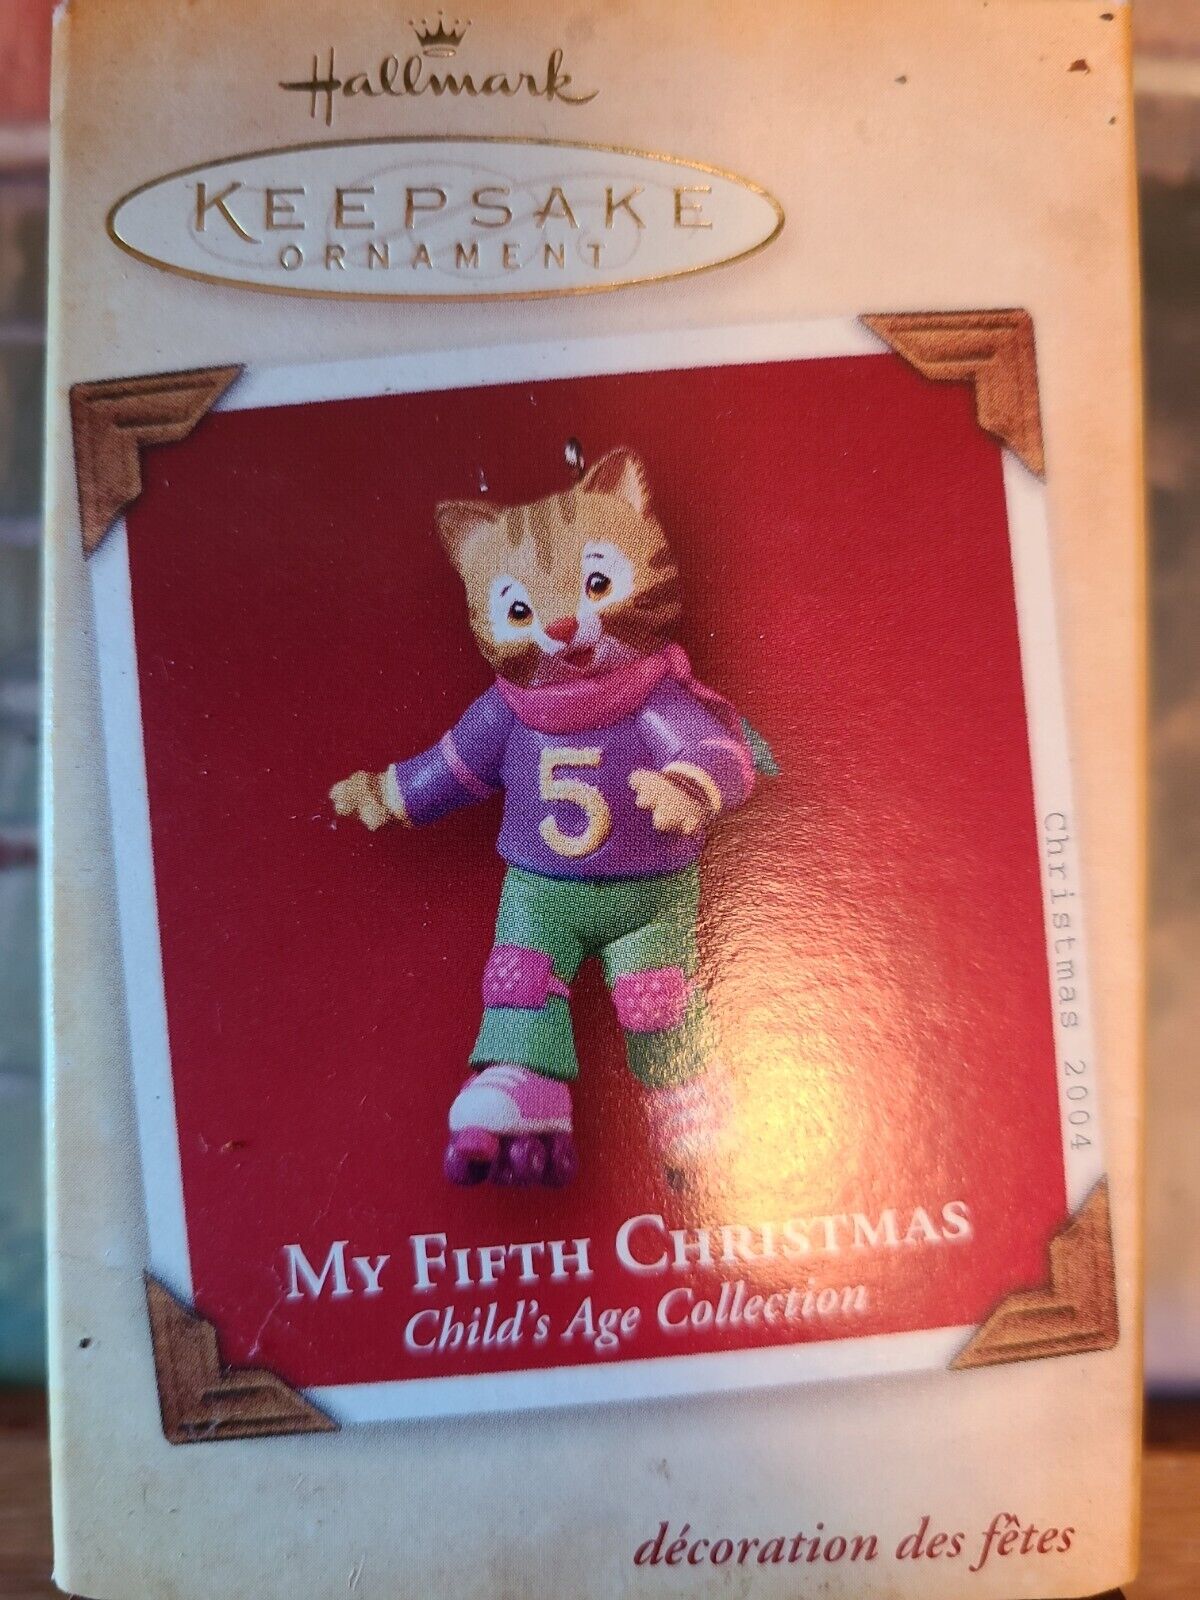 Hallmark
KEEPSAKE
ORNAMENT
5
Christmas 2004
MY FIFTH CHRISTMAS
Child's Age Collection
décoration des fêtes